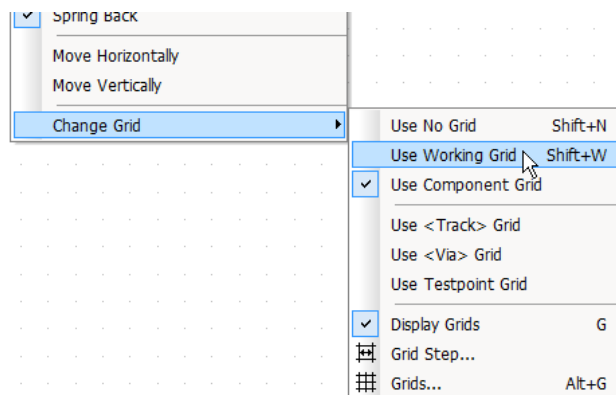 Spring Back
Move Horizontally
Move Vertically
Change Grid
Use No Grid Shift+N
Use Working Grid Shift+W
Use Component Grid
Use <Track> Grid
Use <Via> Grid
Use Testpoint Grid
Display Grids G
Grid Step...
Grids... Alt+G